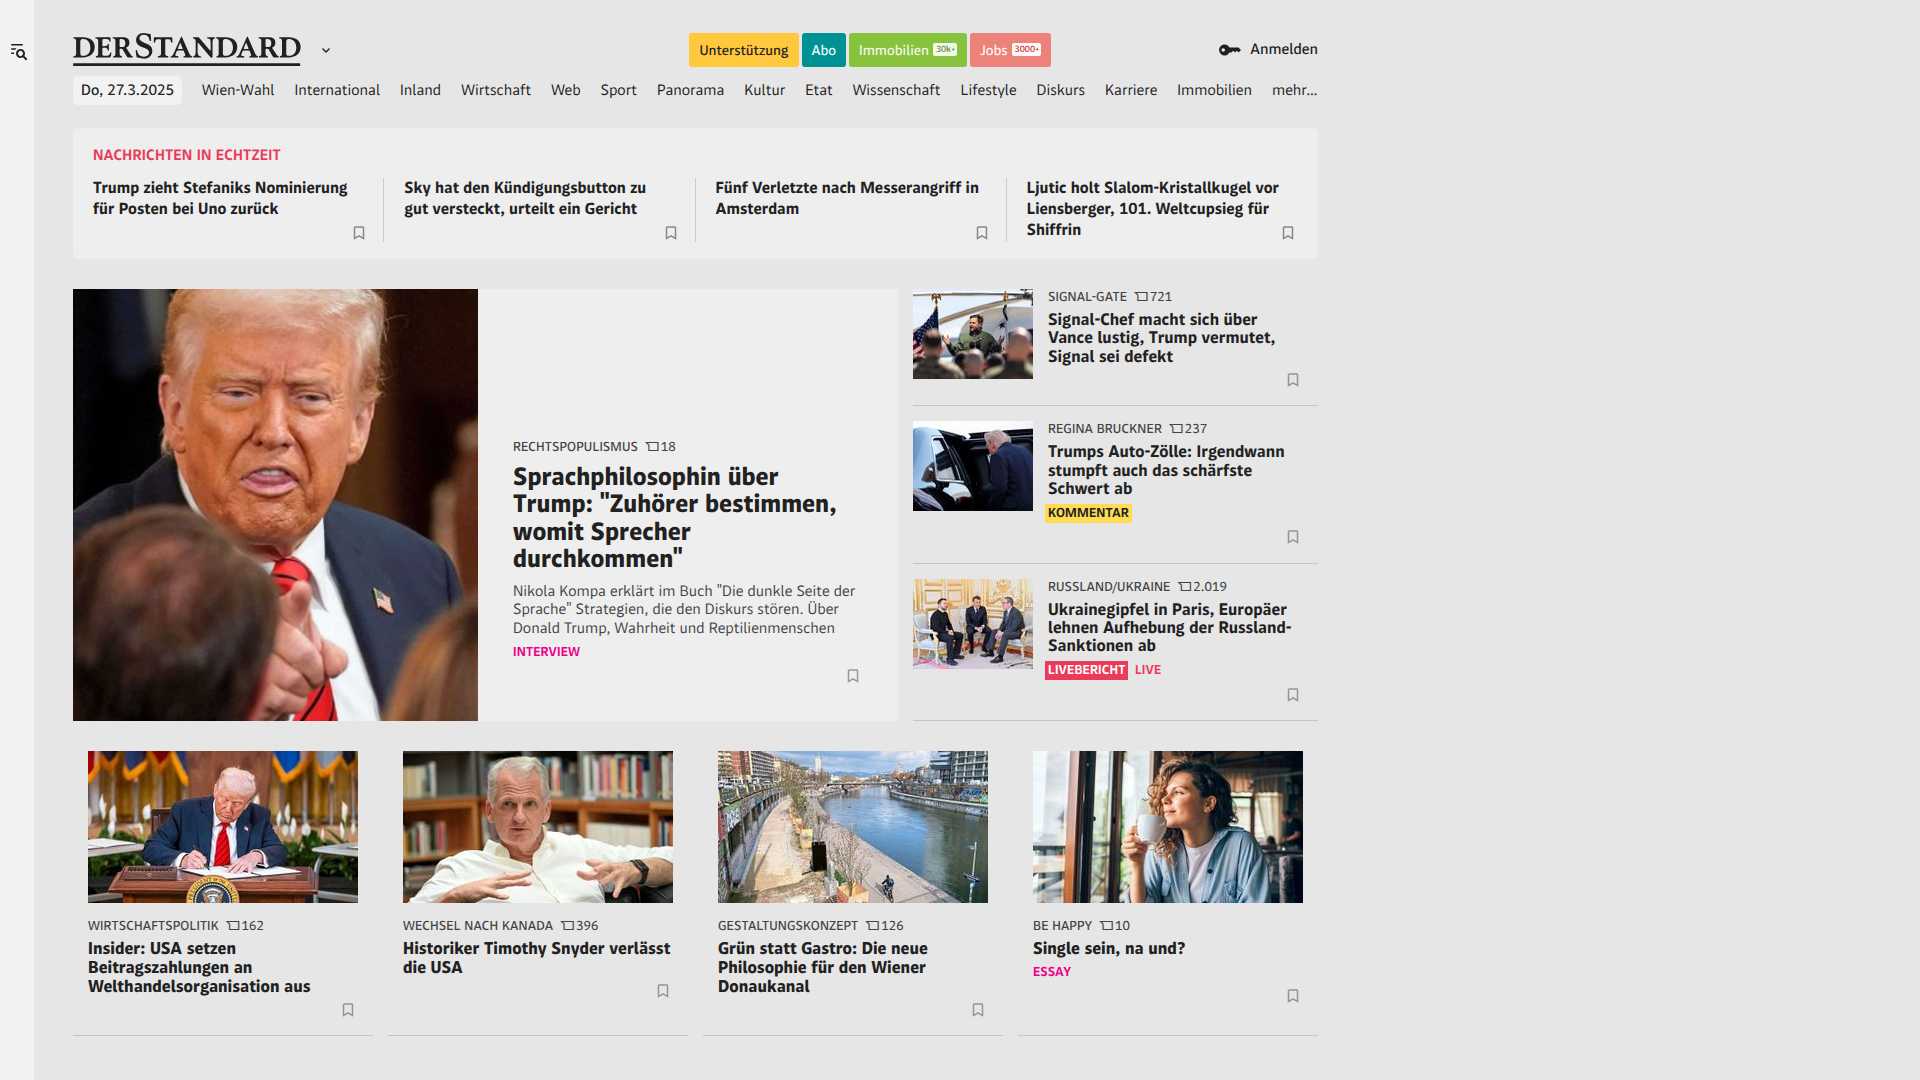 DERSTANDARD
Unterstützung Abo Immobilien 30k+ Jobs 3000+
Anmelden
Do, 27.3.2025 Wien-Wahl International Inland Wirtschaft Web Sport Panorama Kultur Etat Wissenschaft Lifestyle Diskurs Karriere Immobilien mehr...
NACHRICHTEN IN ECHTZEIT
Trump zieht Stefaniks Nominierung
für Posten bei Uno zurück
Sky hat den Kündigungsbutton zu
gut versteckt, urteilt ein Gericht
Fünf Verletzte nach Messerangriff in
Amsterdam
Ljutic holt Slalom-Kristallkugel vor
Liensberger, 101. Weltcupsieg für
Shiffrin
RECHTSPOPULISMUS 18
Sprachphilosophin über
Trump: "Zuhörer bestimmen,
womit Sprecher
durchkommen"
Nikola Kompa erklärt im Buch "Die dunkle Seite der
Sprache" Strategien, die den Diskurs stören. Über
Donald Trump, Wahrheit und Reptilienmenschen
INTERVIEW
SIGNAL-GATE 721
Signal-Chef macht sich über
Vance lustig, Trump vermutet,
Signal sei defekt
REGINA BRUCKNER 237
Trumps Auto-Zölle: Irgendwann
stumpft auch das schärfste
Schwert ab
KOMMENTAR
RUSSLAND/UKRAINE 2.019
Ukrainegipfel in Paris, Europäer
lehnen Aufhebung der Russland-
Sanktionen ab
LIVEBERICHT LIVE
WIRTSCHAFTSPOLITIK 162
Insider: USA setzen
Beitragszahlungen an
Welthandelsorganisation aus
WECHSEL NACH KANADA 396
Historiker Timothy Snyder verlässt
die USA
GESTALTUNGSKONZEPT 126
Grün statt Gastro: Die neue
Philosophie für den Wiener
Donaukanal
BE HAPPY 10
Single sein, na und?
ESSAY